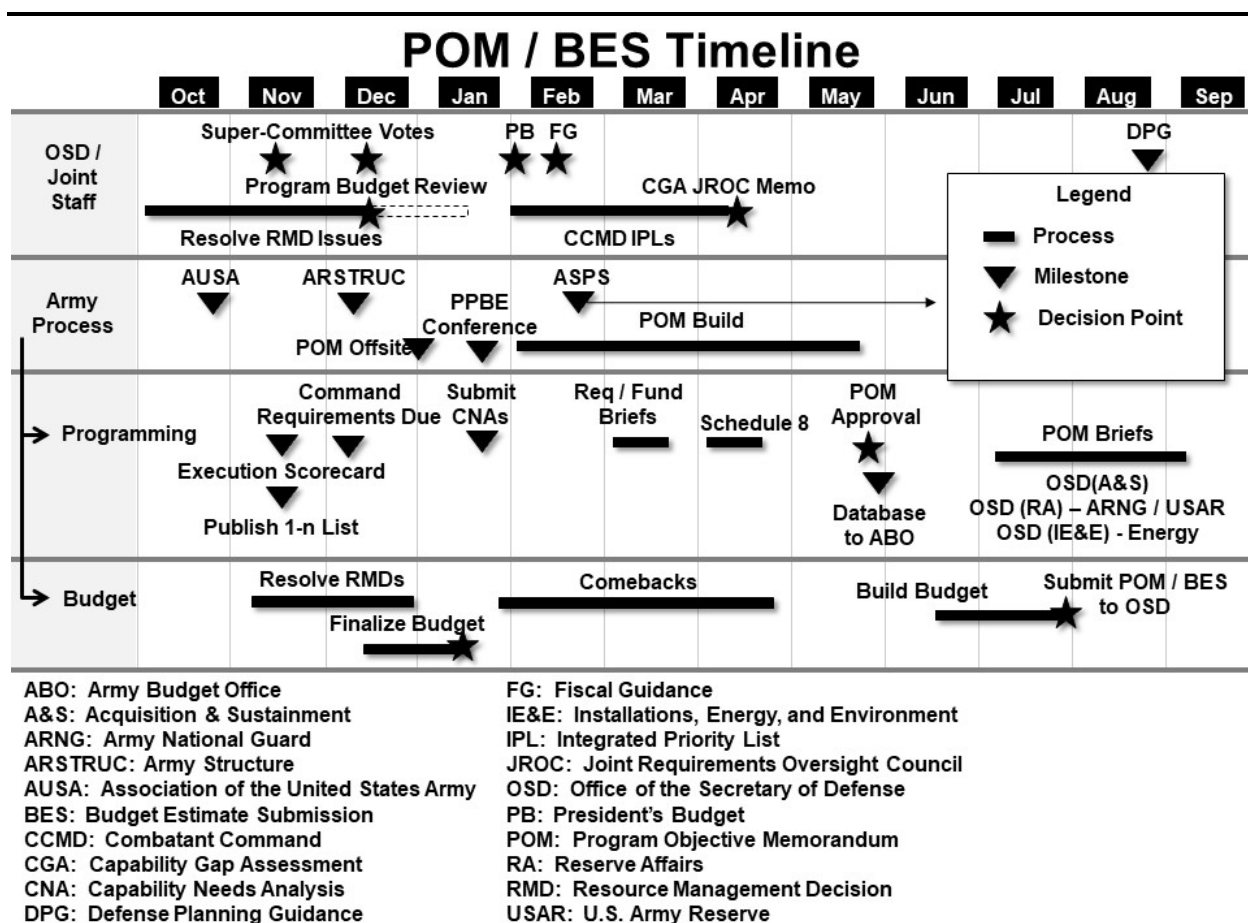 POM / BES Timeline
Oct Nov Dec Jan Feb Mar Apr May Jun Jul Aug Sep
OSD /
Joint
Staff
Super-Committee Votes
PB FG
DPG
Program Budget Review
CGA JROC Memo
Resolve RMD Issues
CCMD IPLs
Legend
Process
Milestone
Decision Point
Army
Process
AUSA
ARSTRUC
PPBE
Conference
ASPS
POM Offsite
POM Build
Programming
Command
Requirements Due
Submit
CNAs
Req / Fund
Briefs
Schedule 8
POM
Approval
POM Briefs
Execution Scorecard
Publish 1-n List
Database
to ABO
OSD(A&S)
OSD (RA) – ARNG / USAR
OSD (IE&E) - Energy
Budget
Resolve RMDs
Comebacks
Build Budget
Submit POM / BES
to OSD
Finalize Budget
ABO: Army Budget Office
A&S: Acquisition & Sustainment
ARNG: Army National Guard
ARSTRUC: Army Structure
AUSA: Association of the United States Army
BES: Budget Estimate Submission
CCMD: Combatant Command
CGA: Capability Gap Assessment
CNA: Capability Needs Analysis
DPG: Defense Planning Guidance
FG: Fiscal Guidance
IE&E: Installations, Energy, and Environment
IPL: Integrated Priority List
JROC: Joint Requirements Oversight Council
OSD: Office of the Secretary of Defense
PB: President's Budget
POM: Program Objective Memorandum
RA: Reserve Affairs
RMD: Resource Management Decision
USAR: U.S. Army Reserve